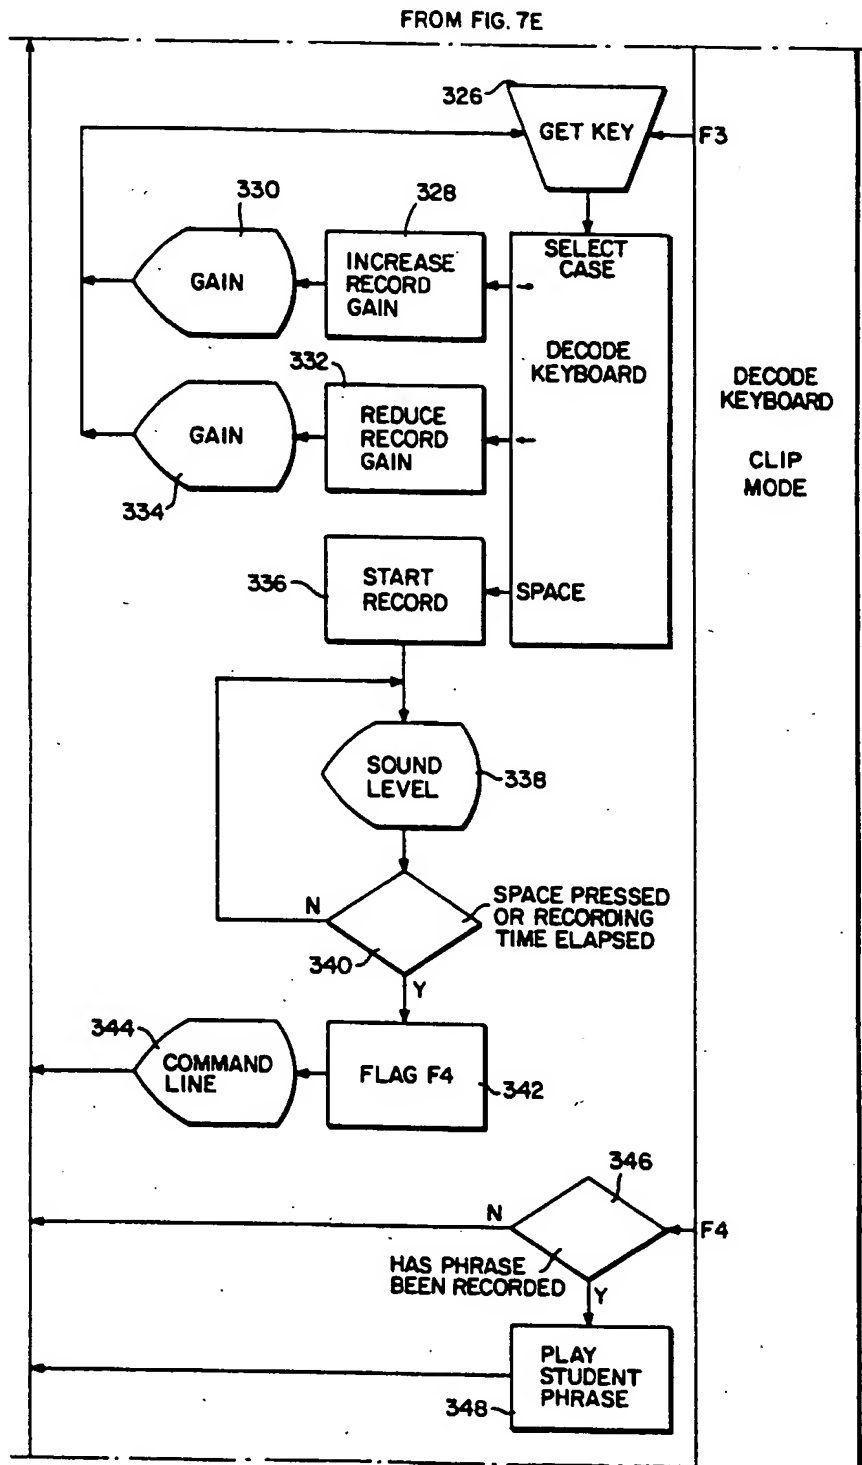 FROM FIG. 7E
326
GET KEY
F3
330
328
GAIN
INCREASE
RECORD
GAIN
SELECT
CASE
DECODE
KEYBOARD
332
GAIN
REDUCE
RECORD
GAIN
334
DECODE
KEYBOARD
CLIP
MODE
336
START
RECORD
SPACE
SOUND
LEVEL
338
N
SPACE PRESSED
OR RECORDING
TIME ELAPSED
340
Y
344
COMMAND
LINE
FLAG F4
342
346
N
F4
HAS PHRASE
BEEN RECORDED
Y
PLAY
STUDENT
PHRASE
348